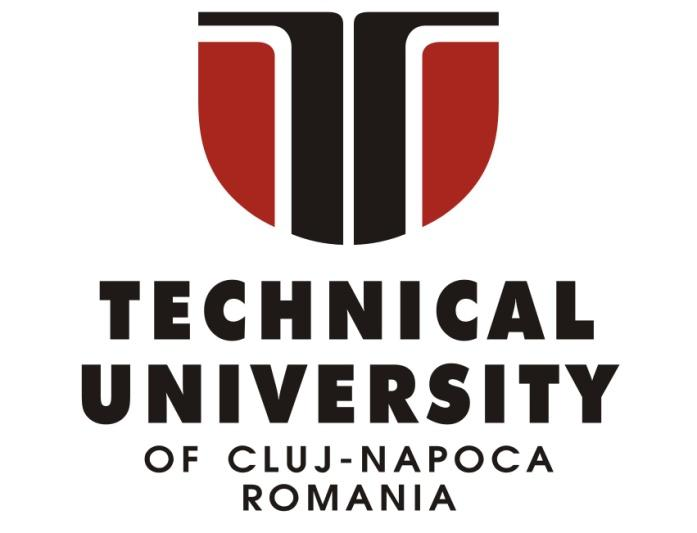 TECHNICAL
UNIVERSITY
OF CLUJ-NAPOCA
ROMANIA